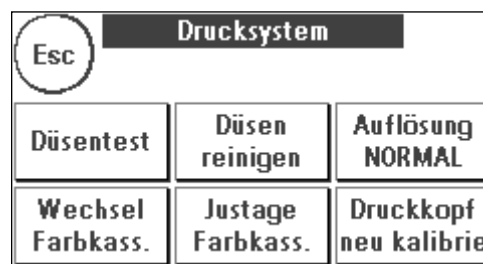 Esc
Drucksystem
Düsentest
Düsen
reinigen
Auflösung
NORMAL
Wechsel
Farbkass.
Justage
Farbkass.
Druckkopf
neu kalibrie